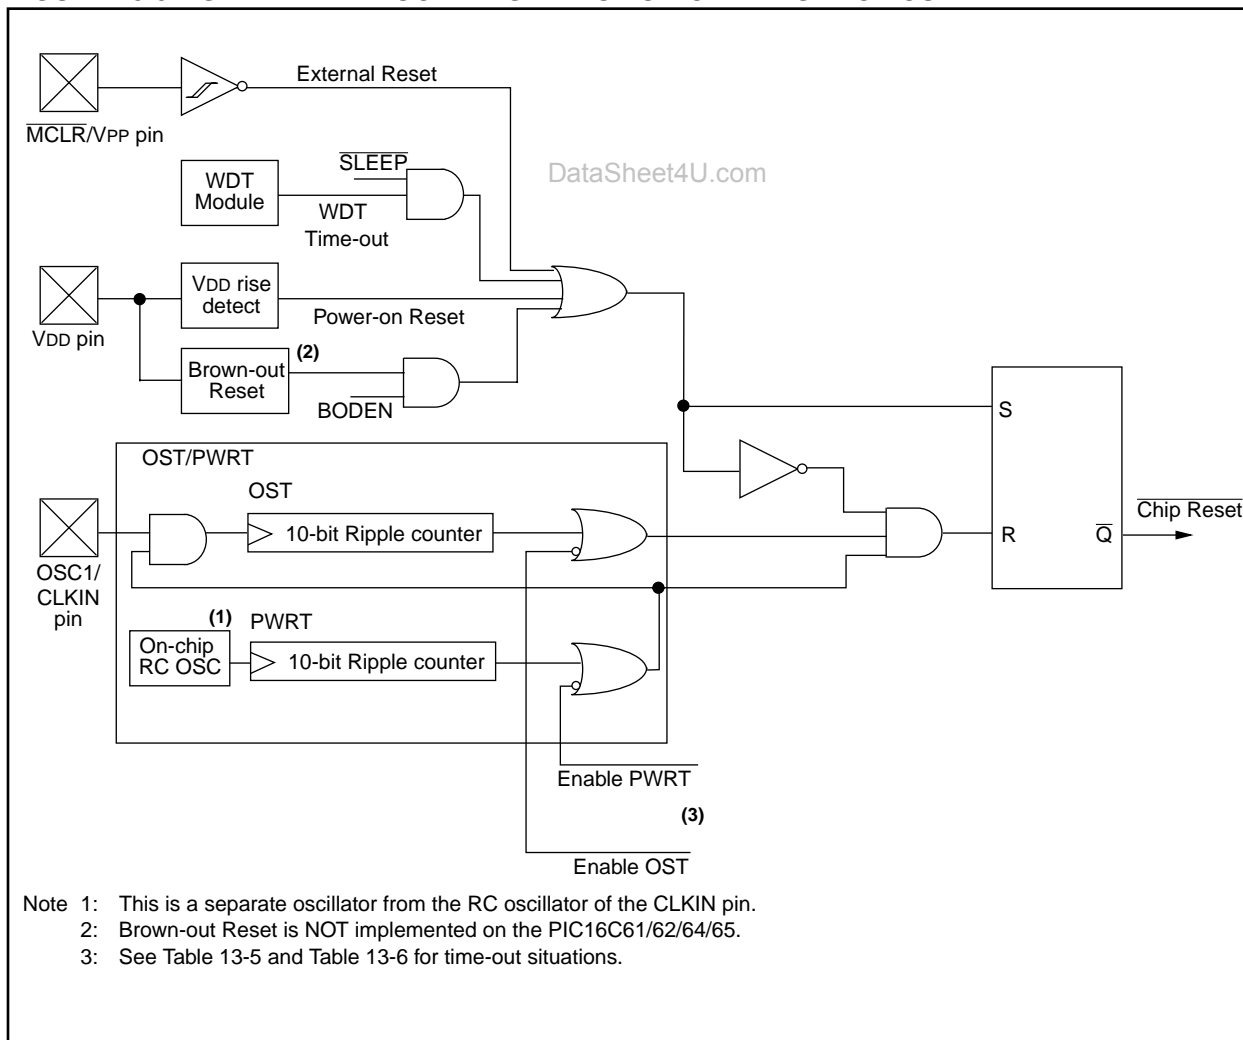 External Reset
MCLR/VPP pin
SLEEP
DataSheet4U.com
WDT
Module
WDT
Time-out
VDD rise
detect
Power-on Reset
VDD pin
(2)
Brown-out
Reset
BODEN
S
OST/PWRT
OST
Chip Reset
10-bit Ripple counter
R
Q
OSC1/
CLKIN
pin
(1)
PWRT
On-chip
RC OSC
10-bit Ripple counter
Enable PWRT
(3)
Enable OST
Note 1: This is a separate oscillator from the RC oscillator of the CLKIN pin.
2: Brown-out Reset is NOT implemented on the PIC16C61/62/64/65.
3: See Table 13-5 and Table 13-6 for time-out situations.